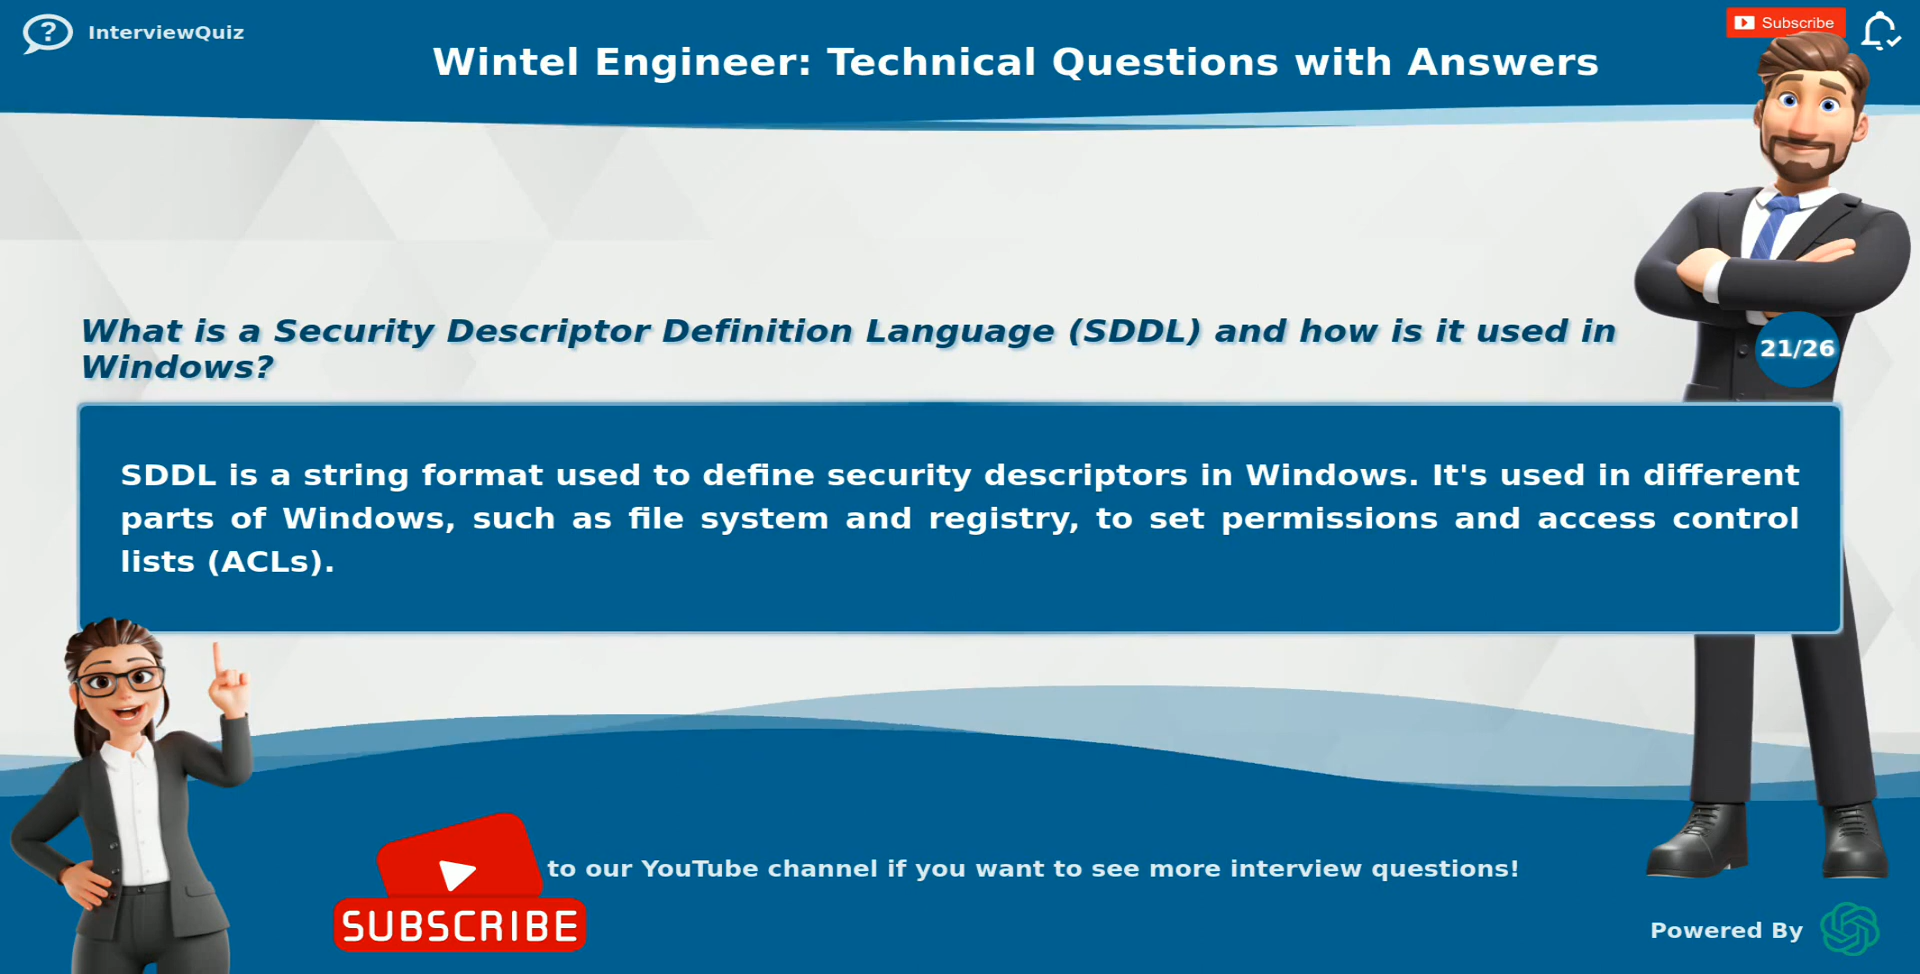 InterviewQuiz
Subscribe
Wintel Engineer: Technical Questions with Answers
What is a Security Descriptor Definition Language (SDDL) and how is it used in
Windows?
21/26
SDDL is a string format used to define security descriptors in Windows. It's used in different
parts of Windows, such as file system and registry, to set permissions and access control
lists (ACLs).
to our YouTube channel if you want to see more interview questions!
SUBSCRIBE
Powered By